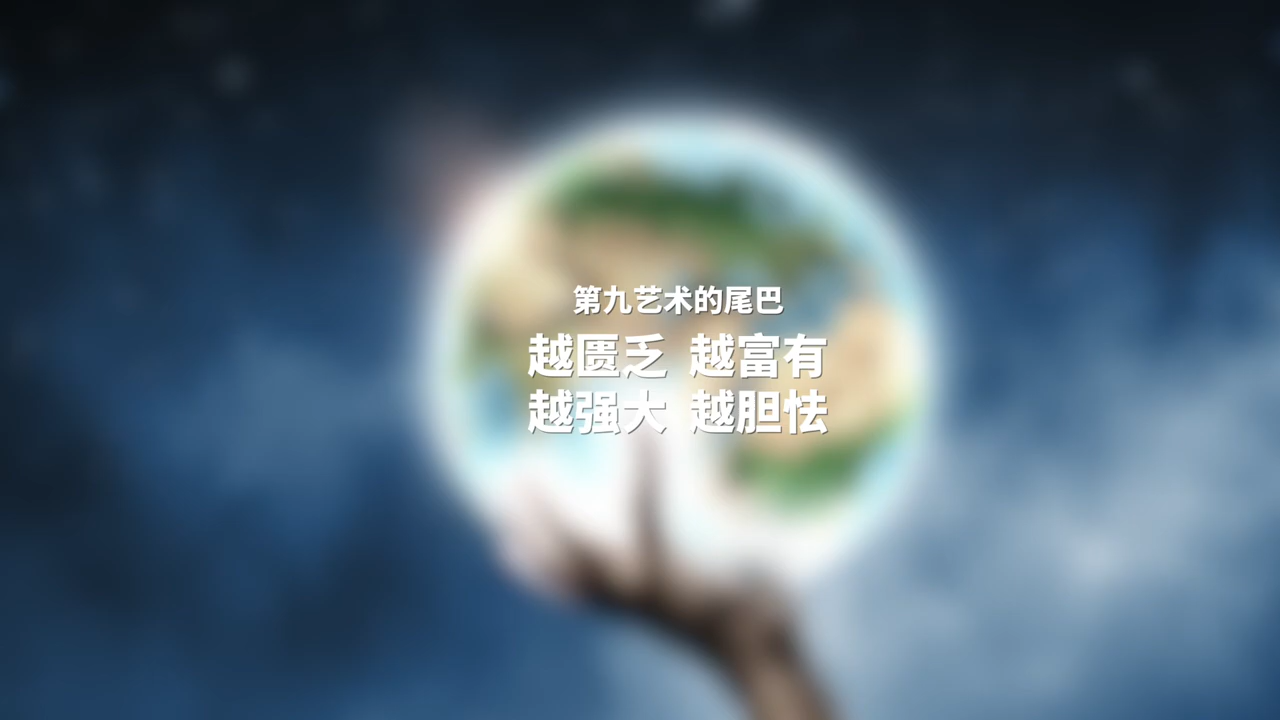 第九艺术的尾巴
越匮乏 越富有
越强大 越胆怯